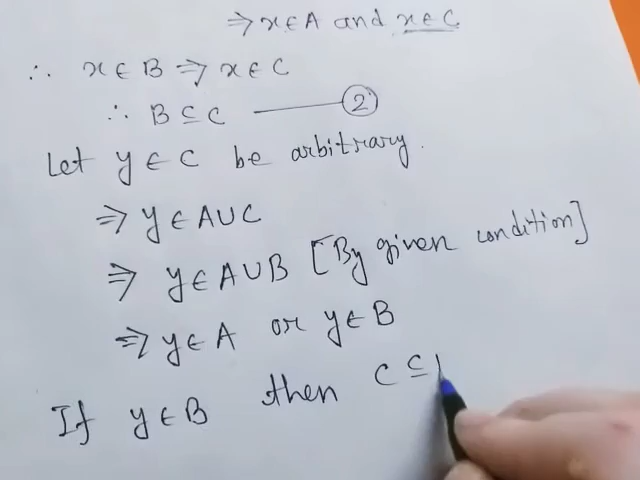 ⇒ x ∈ A and x ∈ C
∴ x ∈ B ⇒ x ∈ C
∴ B ⊆ C —— 2
Let y ∈ C be arbitrary.
⇒ y ∈ A ∪ C
⇒ y ∈ A ∪ B [By given condition]
⇒ y ∈ A or y ∈ B
If y ∈ B then C ⊆